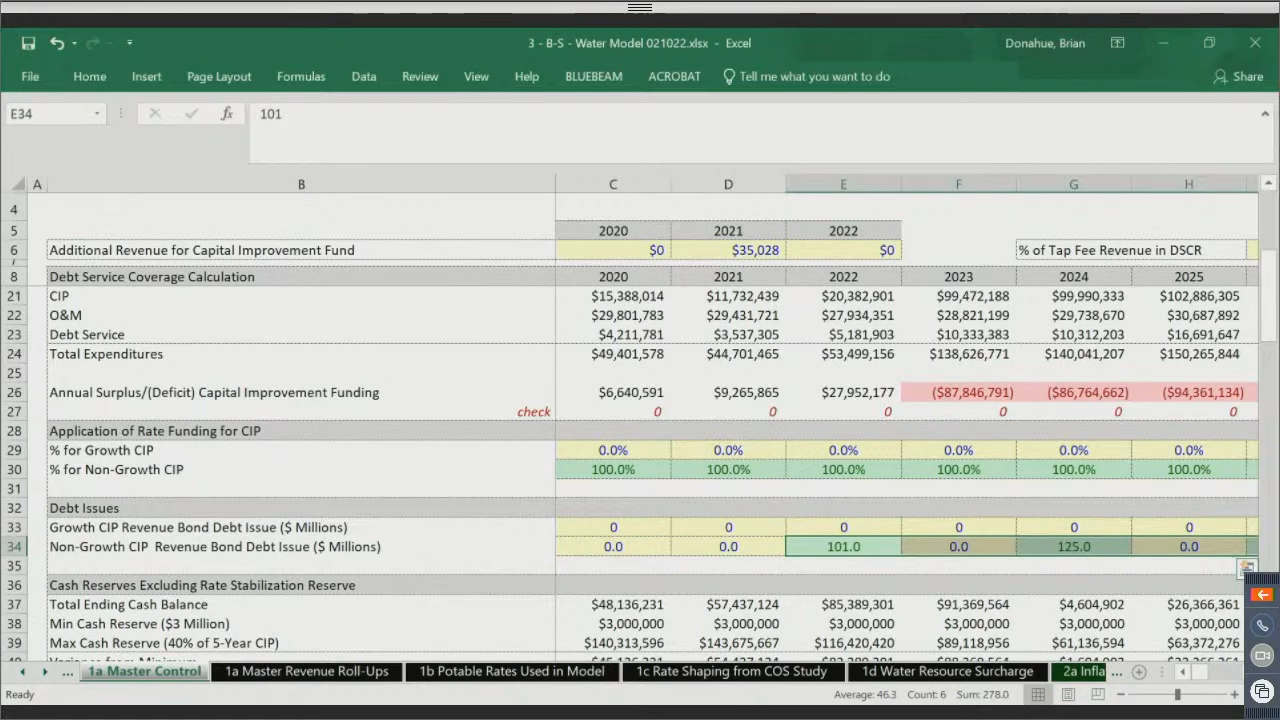 3 - B-S - Water Model 021022.xlsx - Excel
Donahue, Brian
File Home Insert Page Layout Formulas Data Review View Help BLUEBEAM ACROBAT Tell me what you want to do Share
E34 fx 101
A B C D E F G H
4
5 2020 2021 2022
6 Additional Revenue for Capital Improvement Fund $0 $35,028 $0 % of Tap Fee Revenue in DSCR
8 Debt Service Coverage Calculation 2020 2021 2022 2023 2024 2025
21 CIP $15,388,014 $11,732,439 $20,382,901 $99,472,188 $99,990,333 $102,886,305
22 O&M $29,801,783 $29,431,721 $27,934,351 $28,821,199 $29,738,670 $30,687,892
23 Debt Service $4,211,781 $3,537,305 $5,181,903 $10,333,383 $10,312,203 $16,691,647
24 Total Expenditures $49,401,578 $44,701,465 $53,499,156 $138,626,771 $140,041,207 $150,265,844
25
26 Annual Surplus/(Deficit) Capital Improvement Funding $6,640,591 $9,265,865 $27,952,177 ($87,846,791) ($86,764,662) ($94,361,134)
27 check 0 0 0 0 0 0
28 Application of Rate Funding for CIP
29 % for Growth CIP 0.0% 0.0% 0.0% 0.0% 0.0% 0.0%
30 % for Non-Growth CIP 100.0% 100.0% 100.0% 100.0% 100.0% 100.0%
31
32 Debt Issues
33 Growth CIP Revenue Bond Debt Issue ($ Millions) 0 0 0 0 0 0
34 Non-Growth CIP Revenue Bond Debt Issue ($ Millions) 0.0 0.0 101.0 0.0 125.0 0.0
35
36 Cash Reserves Excluding Rate Stabilization Reserve
37 Total Ending Cash Balance $48,136,231 $57,437,124 $85,389,301 $91,369,564 $4,604,902 $26,366,361
38 Min Cash Reserve ($3 Million) $3,000,000 $3,000,000 $3,000,000 $3,000,000 $3,000,000 $3,000,000
39 Max Cash Reserve (40% of 5-Year CIP) $140,313,596 $143,675,667 $116,420,420 $89,118,956 $61,136,594 $63,372,276
... 1a Master Control 1a Master Revenue Roll-Ups 1b Potable Rates Used in Model 1c Rate Shaping from COS Study 1d Water Resource Surcharge 2a Infla ...
Ready Average: 46.3 Count: 6 Sum: 278.0